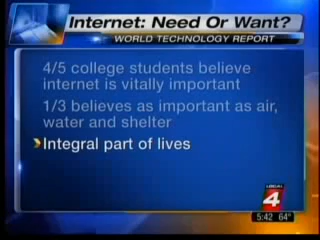 Internet: Need Or Want?
WORLD TECHNOLOGY REPORT
4/5 college students believe
internet is vitally important
1/3 believes as important as air,
water and shelter
Integral part of lives
LOCAL
4
5:42 64°